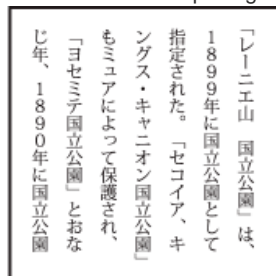 「レーニエ山　国立公園」は、
1899年に国立公園として
指定された。「セコイア、キ
ングス・キャニオン国立公園」
もミュアによって保護され、
「ヨセミテ国立公園」とおな
じ年、1890年に国立公園